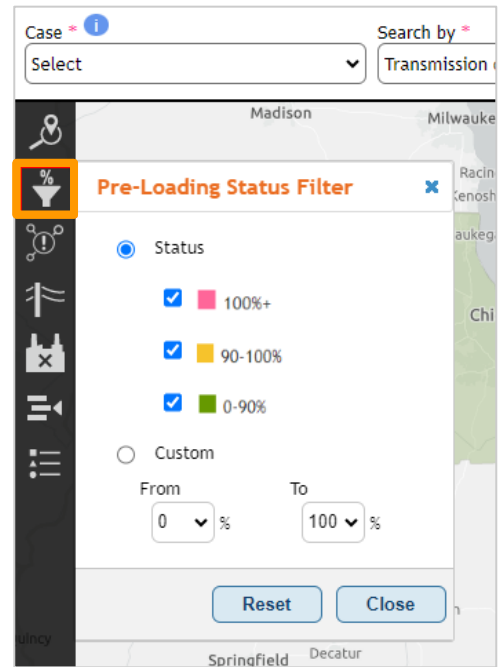 Case * i
Search by *
Select
Transmission
Madison
Milwauke
%
Pre-Loading Status Filter
Racin
Kenosh
aukeg
Status
100%+
Chi
90-100%
0-90%
Custom
From To
0 % 100 %
Reset Close
uincy
Springfield
Decatur
n